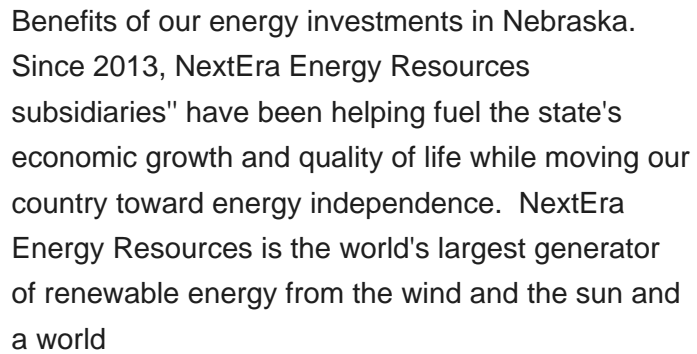 Benefits of our energy investments in Nebraska.
Since 2013, NextEra Energy Resources
subsidiaries" have been helping fuel the state's
economic growth and quality of life while moving our
country toward energy independence.  NextEra
Energy Resources is the world's largest generator
of renewable energy from the wind and the sun and
a world